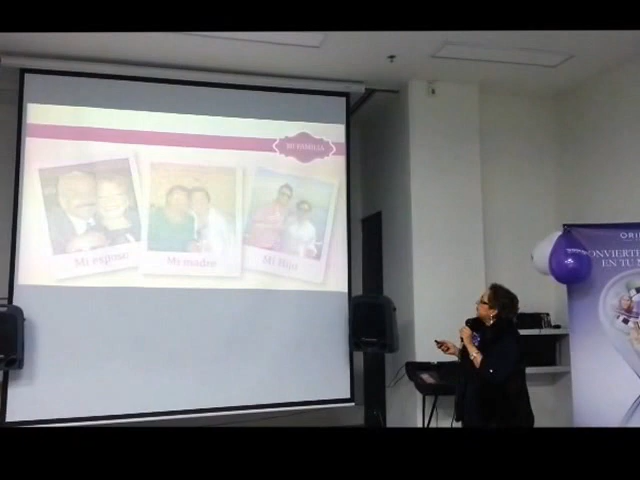 MI FAMILIA
Mi esposo
Mi madre
Mi Hijo
ORI
CONVIERTE
EN TU